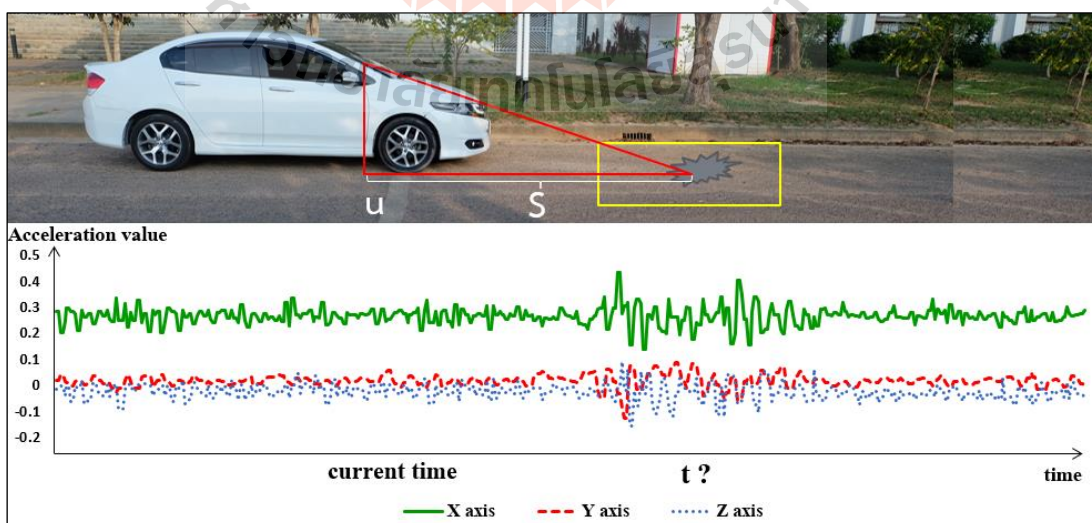 u
S
Acceleration value
0.5
0.4
0.3
0.2
0.1
0
-0.1
-0.2
current time
t ?
time
X axis
Y axis
Z axis